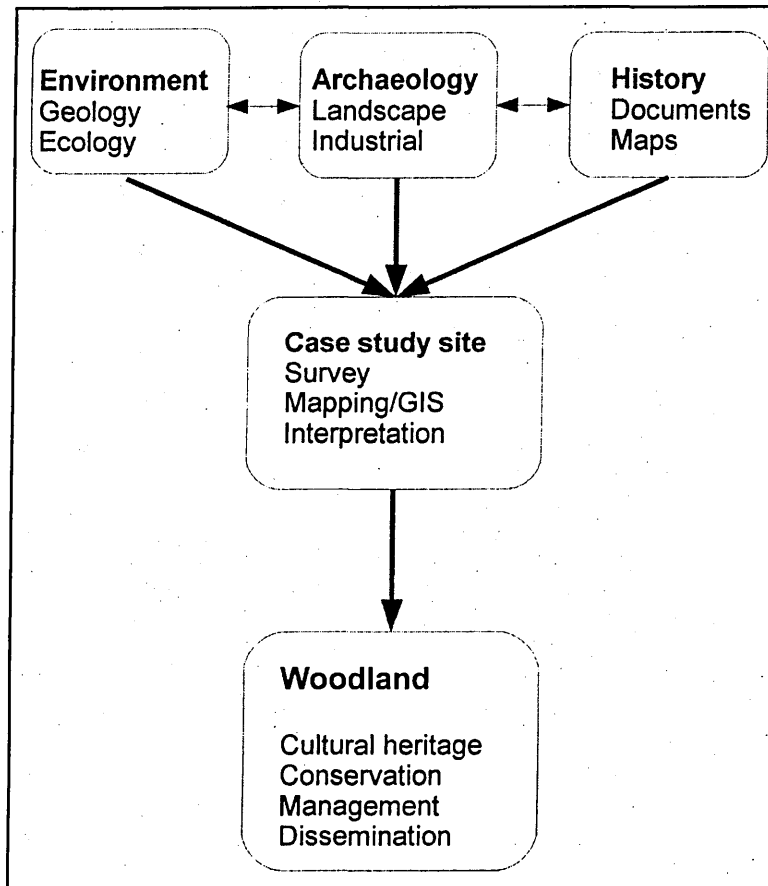 Environment
Geology
Ecology
Archaeology
Landscape
Industrial
History
Documents
Maps
Case study site
Survey
Mapping/GIS
Interpretation
Woodland
Cultural heritage
Conservation
Management
Dissemination